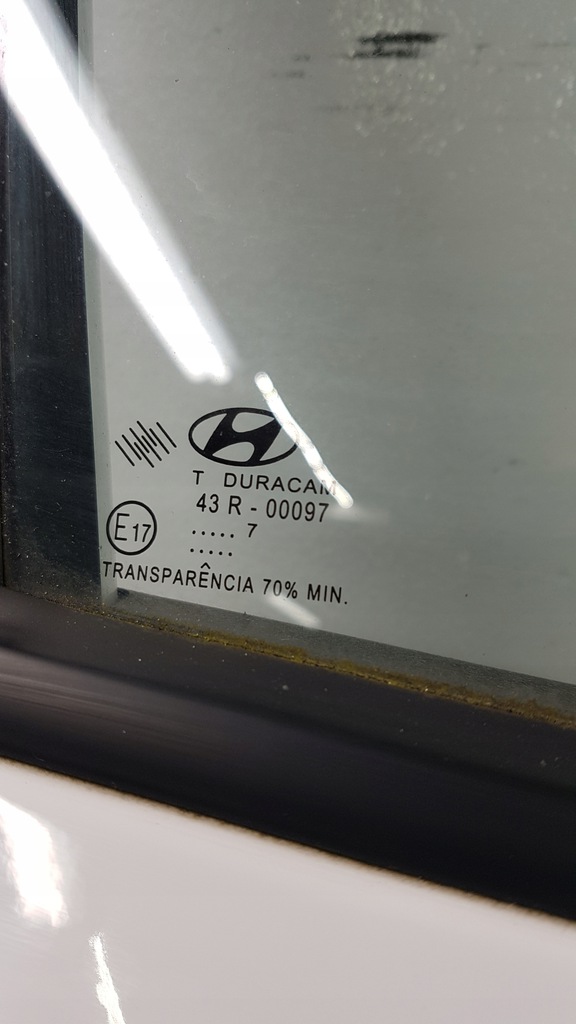 T DURACAM
43 R - 00097
E17
..... 7
.....
TRANSPARÊNCIA 70% MIN.